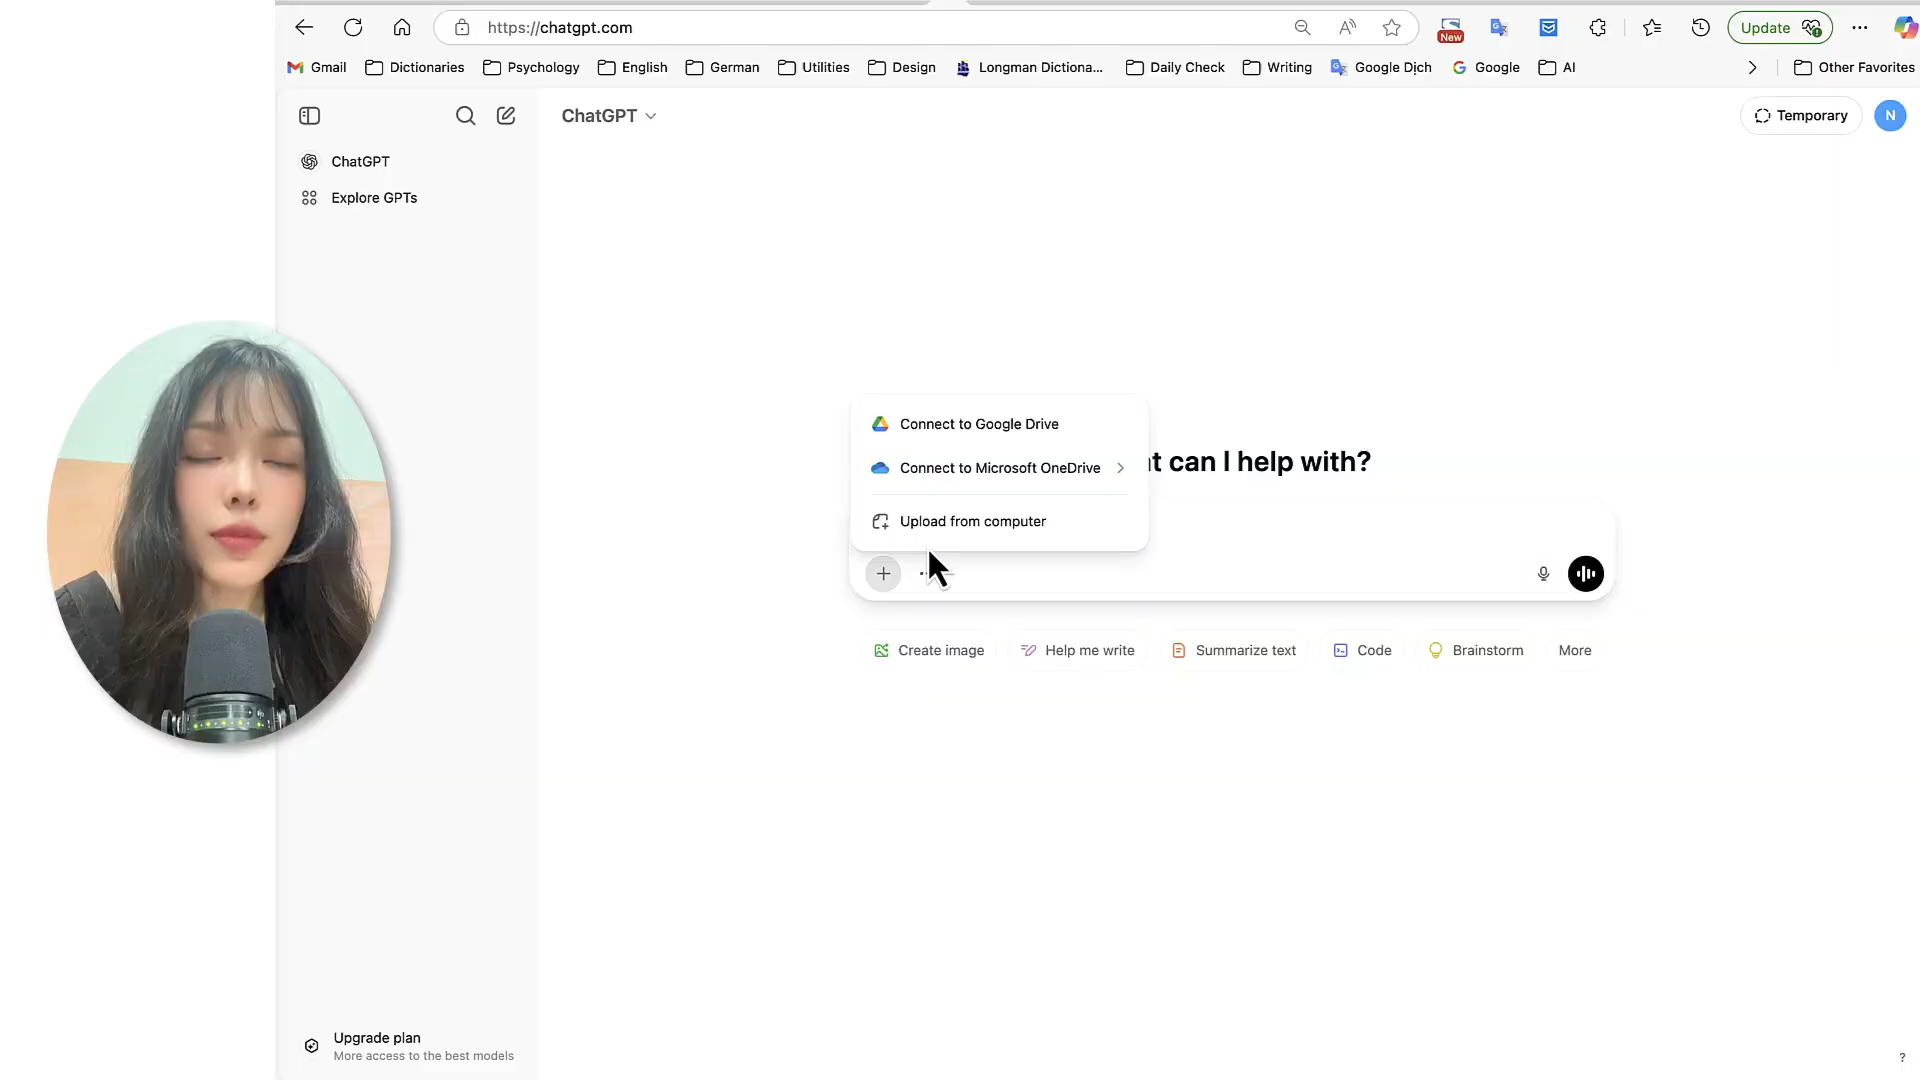 https://chatgpt.com
New
Update
Gmail
Dictionaries
Psychology
English
German
Utilities
Design
Longman Dictiona...
Daily Check
Writing
Google Dịch
Google
AI
Other Favorites
ChatGPT
Temporary
N
ChatGPT
Explore GPTs
Connect to Google Drive
Connect to Microsoft OneDrive
t can I help with?
Upload from computer
Create image
Help me write
Summarize text
Code
Brainstorm
More
Upgrade plan
More access to the best models
?